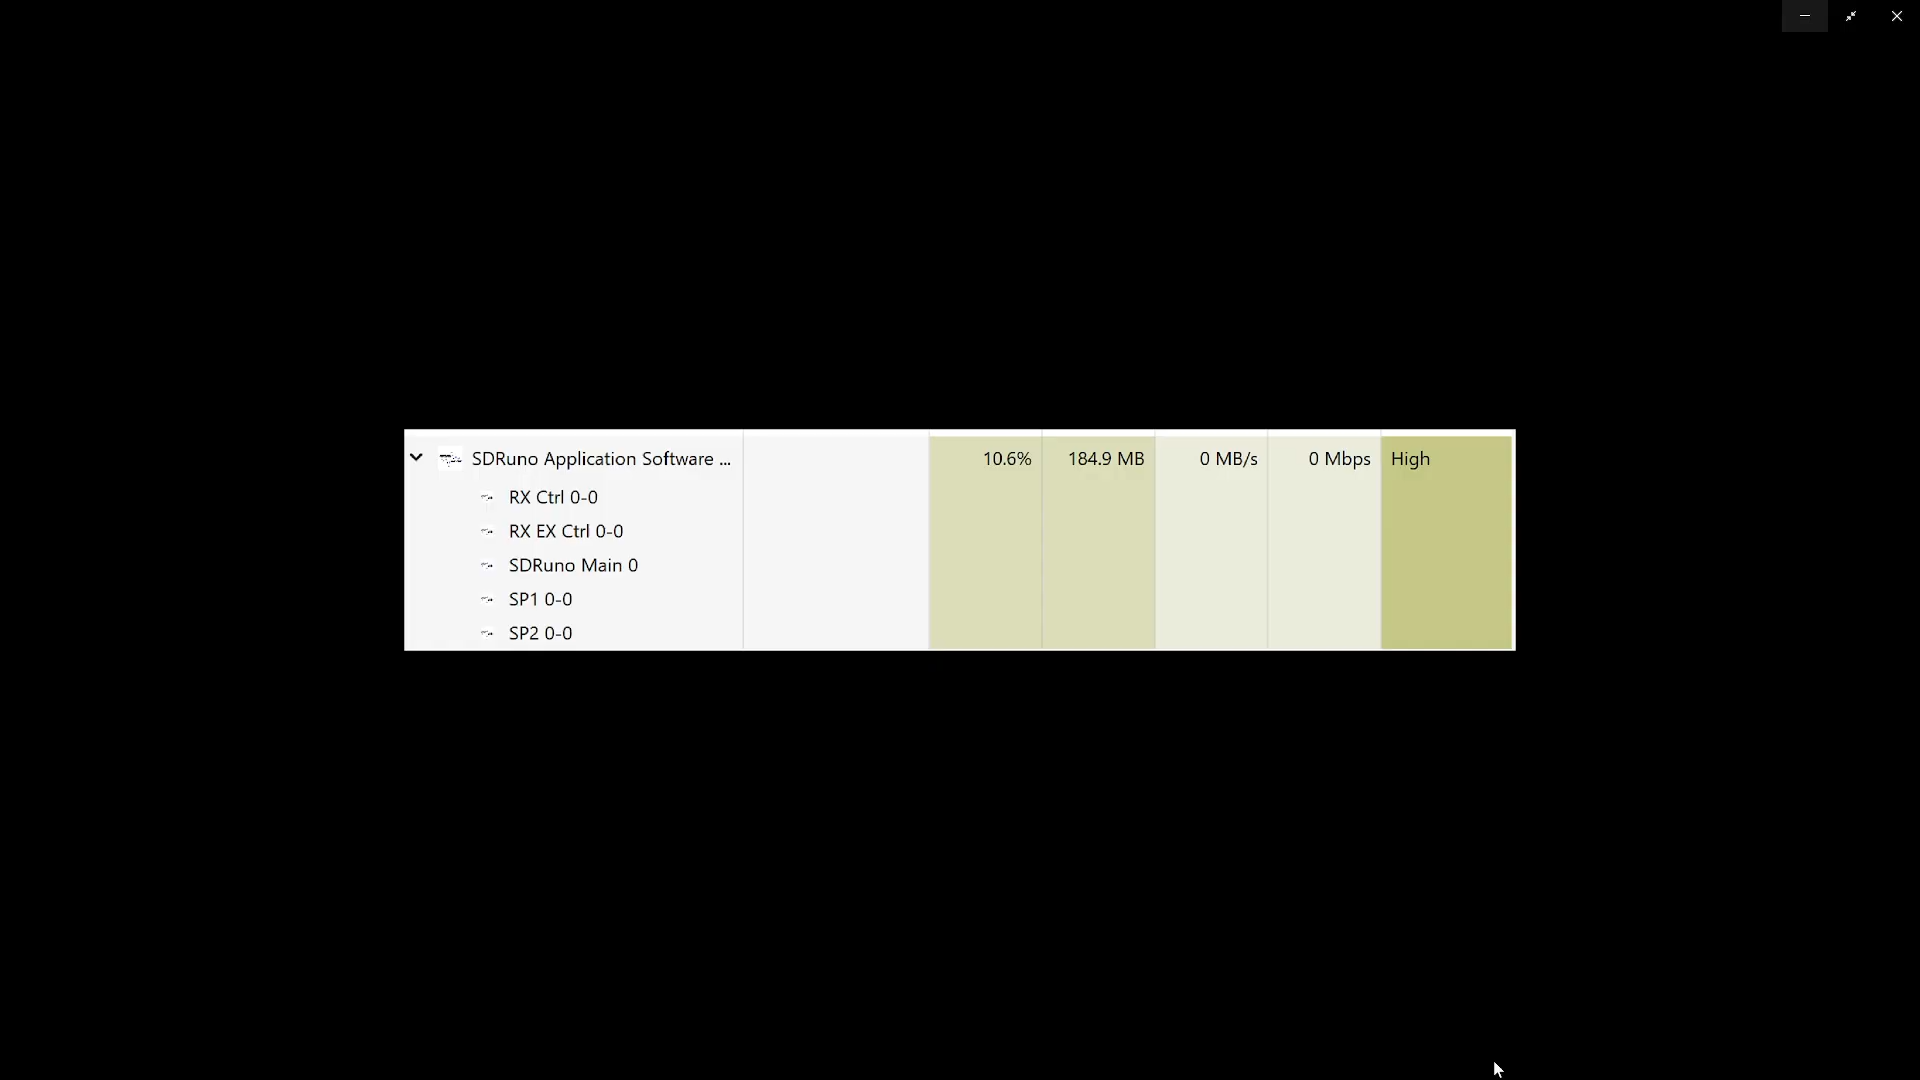 SDRuno Application Software ... 10.6% 184.9 MB 0 MB/s 0 Mbps High
RX Ctrl 0-0
RX EX Ctrl 0-0
SDRuno Main 0
SP1 0-0
SP2 0-0